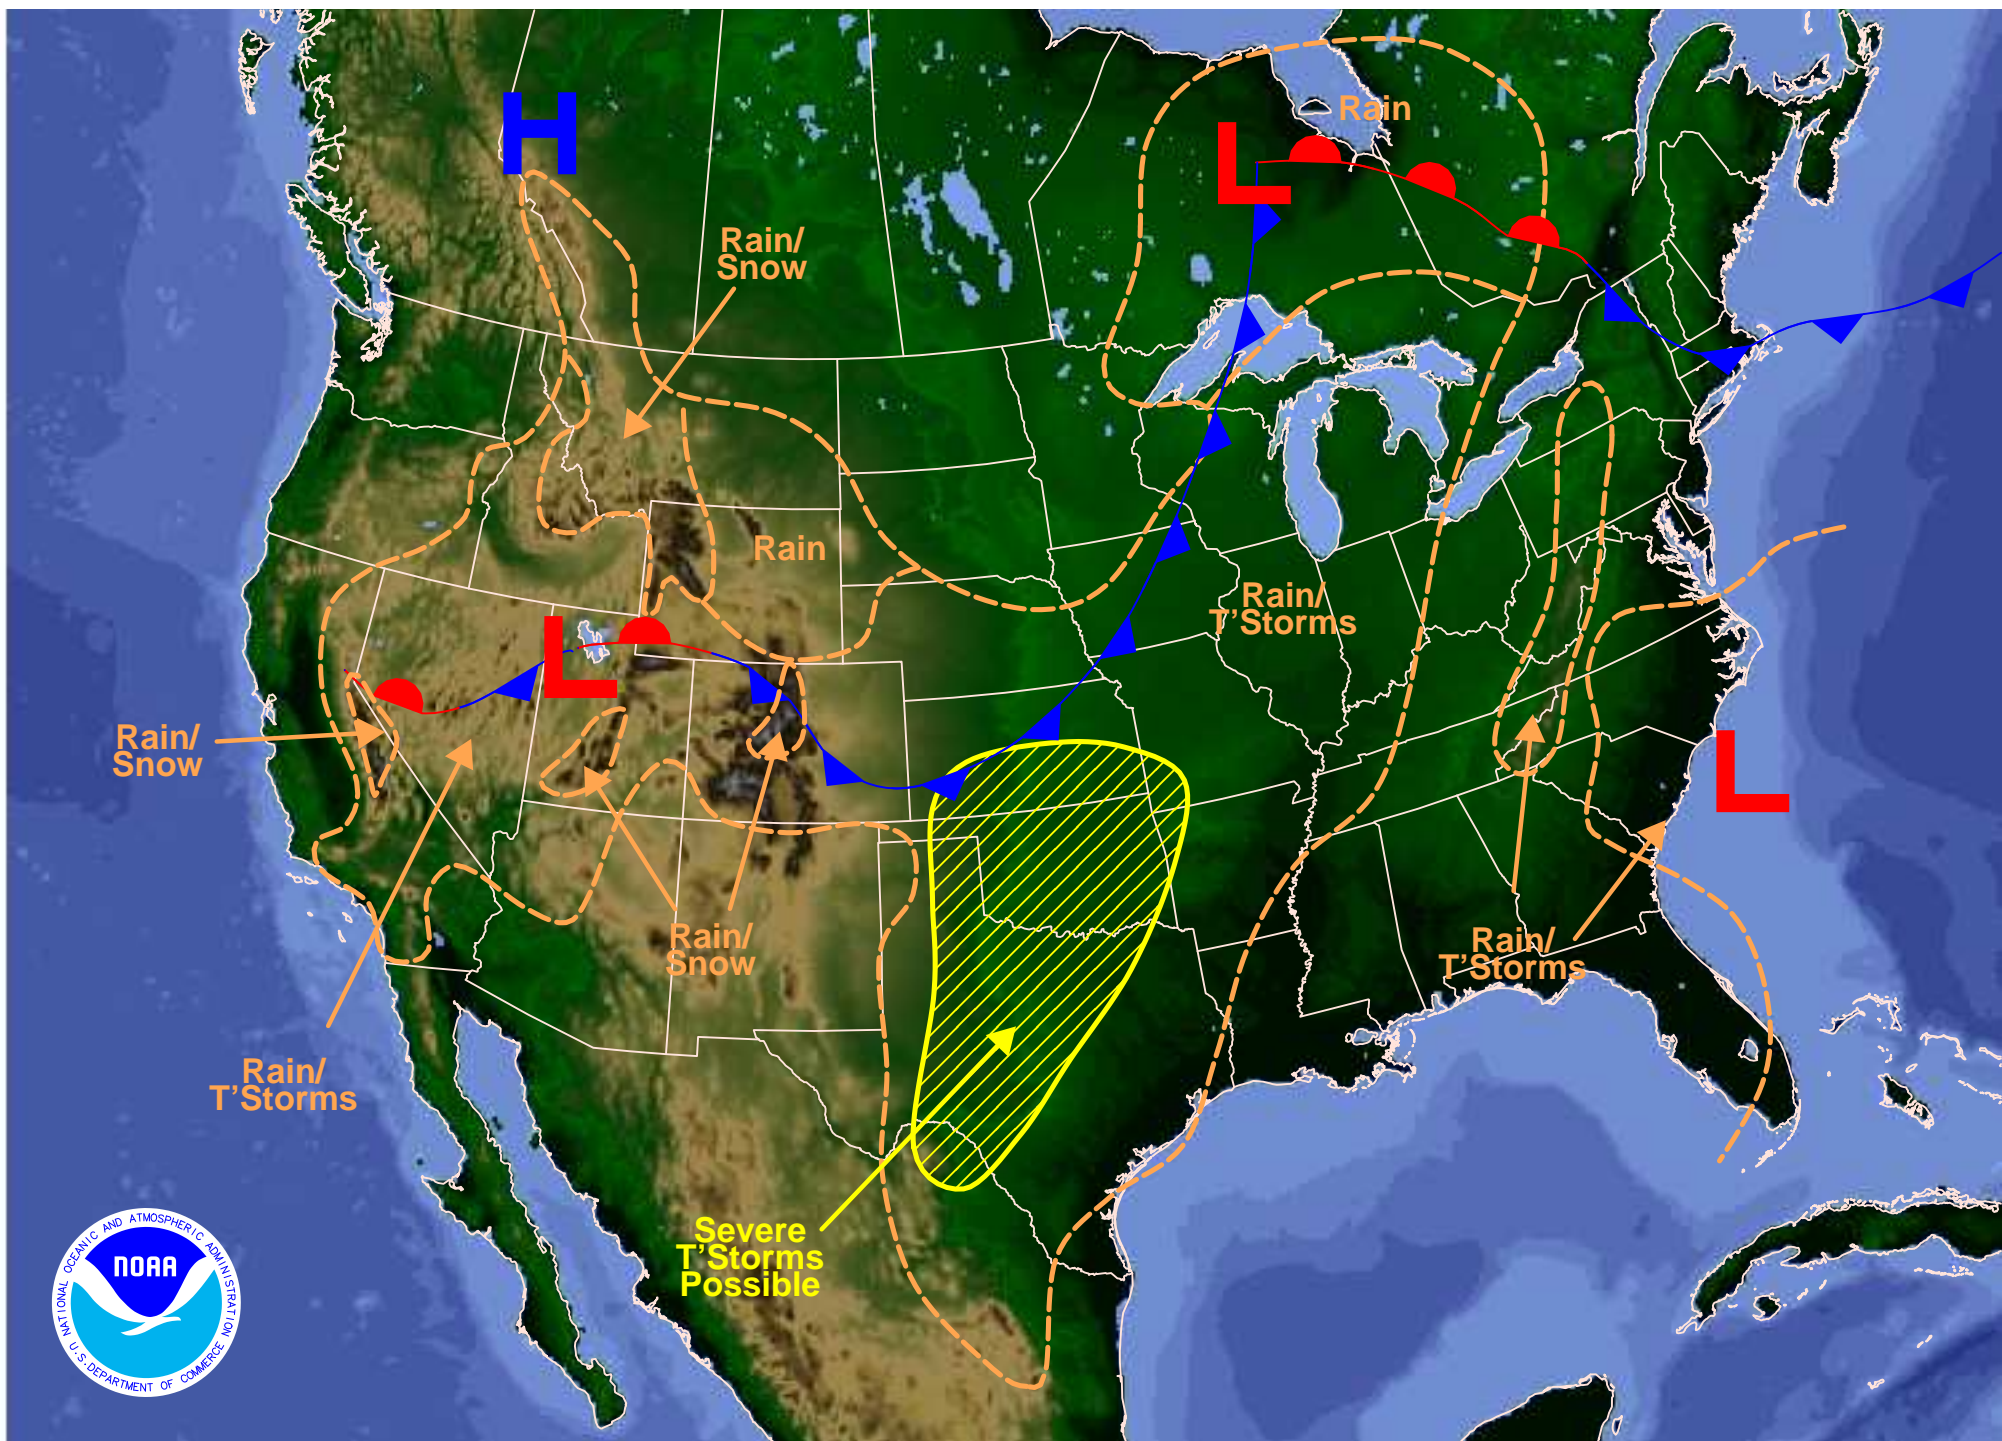 H
Rain
L
Rain/
Snow
Rain
Rain/
T'Storms
L
Rain/
Snow
L
Rain/
Snow
Rain/
T'Storms
Rain/
T'Storms
Severe
T'Storms
Possible
NATIONAL OCEANIC AND ATMOSPHERIC ADMINISTRATION
NOAA
U.S. DEPARTMENT OF COMMERCE